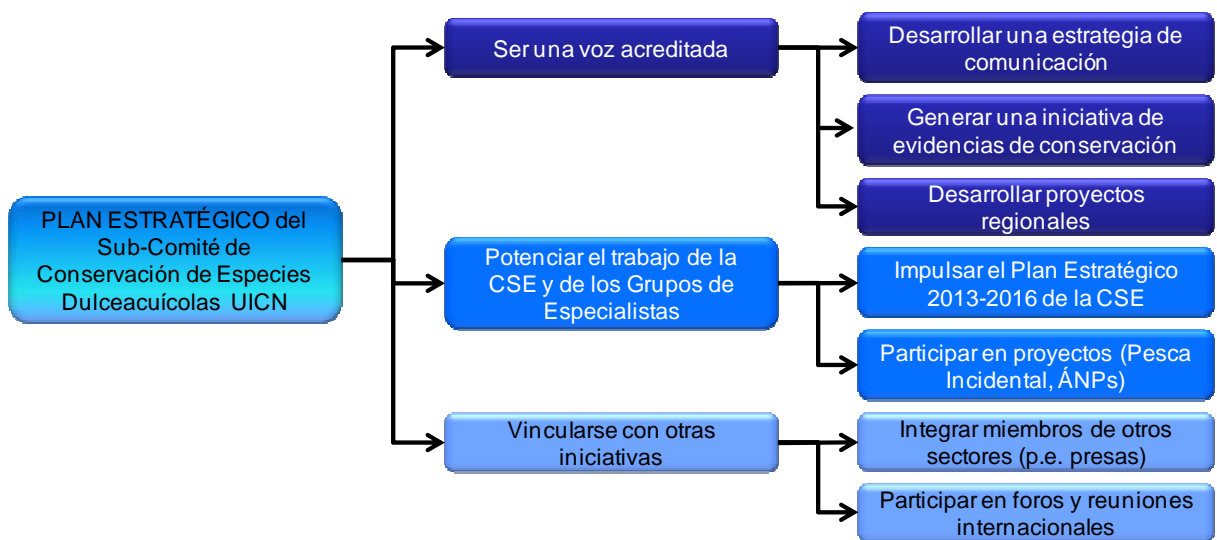 PLAN ESTRATÉGICO del
Sub-Comité de
Conservación de Especies
Dulceacuícolas UICN
Ser una voz acreditada
Desarrollar una estrategia de
comunicación
Generar una iniciativa de
evidencias de conservación
Desarrollar proyectos
regionales
Potenciar el trabajo de la
CSE y de los Grupos de
Especialistas
Impulsar el Plan Estratégico
2013-2016 de la CSE
Participar en proyectos (Pesca
Incidental, ÁNPs)
Vincularse con otras
iniciativas
Integrar miembros de otros
sectores (p.e. presas)
Participar en foros y reuniones
internacionales